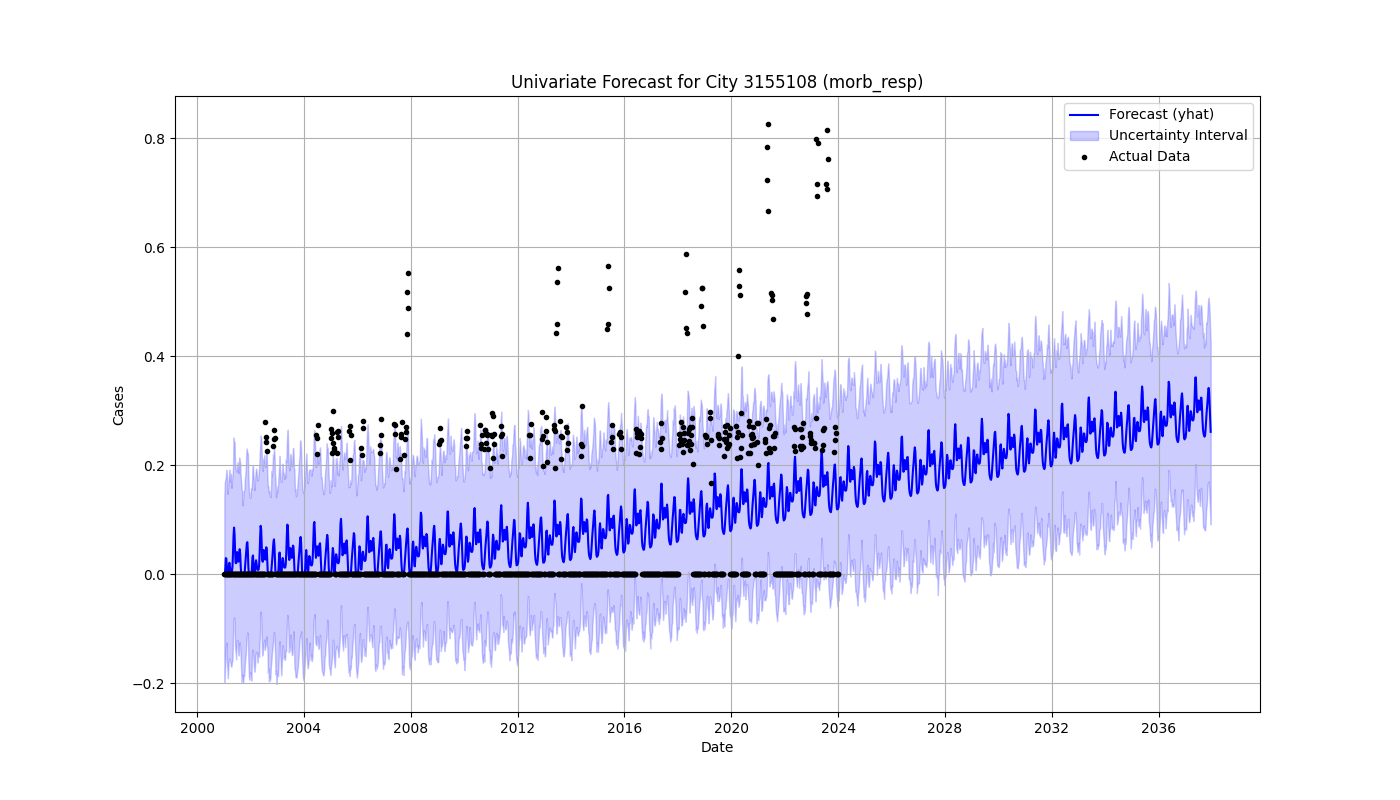 Univariate Forecast for City 3155108 (morb_resp)
Forecast (yhat)
Uncertainty Interval
Actual Data
Cases
0.8
0.6
0.4
0.2
0.0
−0.2
2000 2004 2008 2012 2016 2020 2024 2028 2032 2036
Date